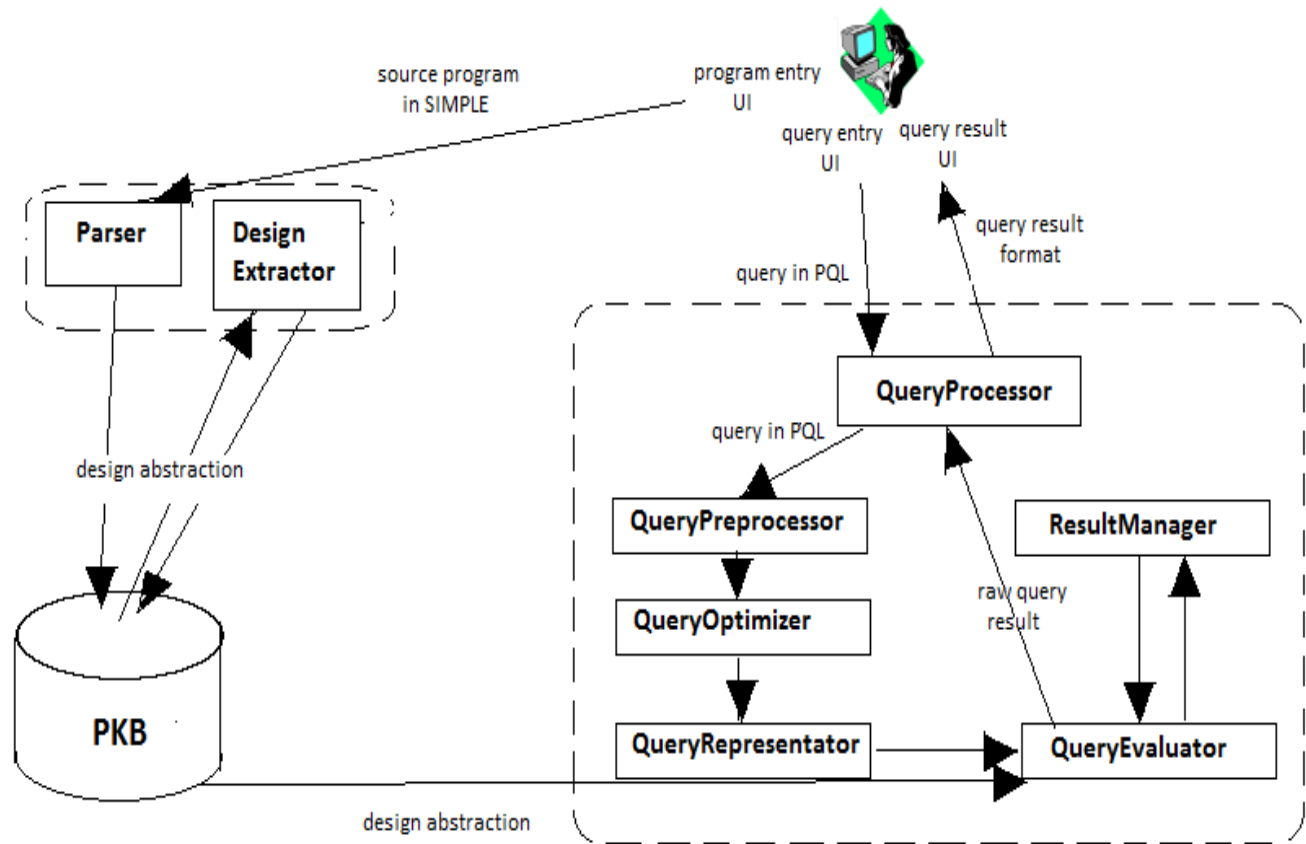 source program
in SIMPLE
program entry
UI
query entry
UI
query result
UI
Parser
Design
Extractor
query in PQL
query result
format
QueryProcessor
query in PQL
design abstraction
QueryPreprocessor
ResultManager
QueryOptimizer
raw query
result
PKB
QueryRepresentator
QueryEvaluator
design abstraction